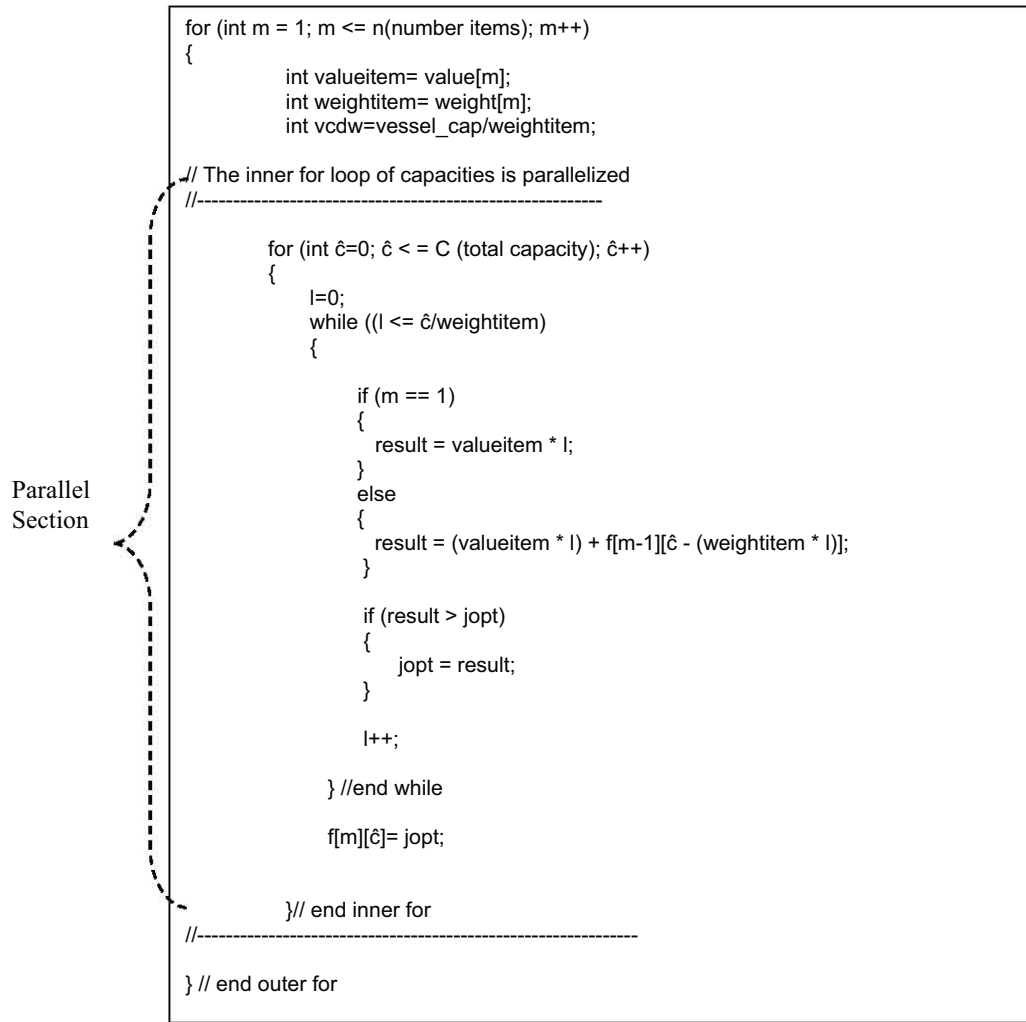 for (int m = 1; m <= n(number items); m++)
{
int valueitem= value[m];
int weightitem= weight[m];
int vcdw=vessel_cap/weightitem;
// The inner for loop of capacities is parallelized
//---------------------------------------------------------
for (int ĉ=0; ĉ < = C (total capacity); ĉ++)
{
l=0;
while ((l <= ĉ/weightitem)
{
if (m == 1)
{
result = valueitem * l;
}
else
{
result = (valueitem * l) + f[m-1][ĉ - (weightitem * l)];
}
if (result > jopt)
{
jopt = result;
}
l++;
} //end while
f[m][ĉ]= jopt;
}// end inner for
//--------------------------------------------------------------
} // end outer for
Parallel
Section